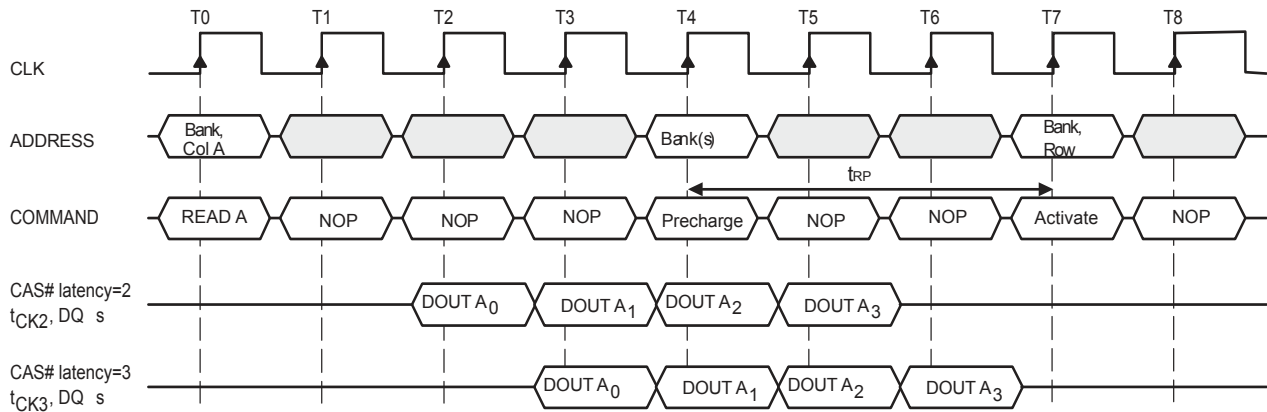 T0 T1 T2 T3 T4 T5 T6 T7 T8
CLK
ADDRESS
Bank,
Col A
Bank(s)
Bank,
Row
tRP
COMMAND READ A NOP NOP NOP Precharge NOP NOP Activate NOP
CAS# latency=2
tCK2, DQ s
DOUT A0 DOUT A1 DOUT A2 DOUT A3
CAS# latency=3
tCK3, DQ s
DOUT A0 DOUT A1 DOUT A2 DOUT A3